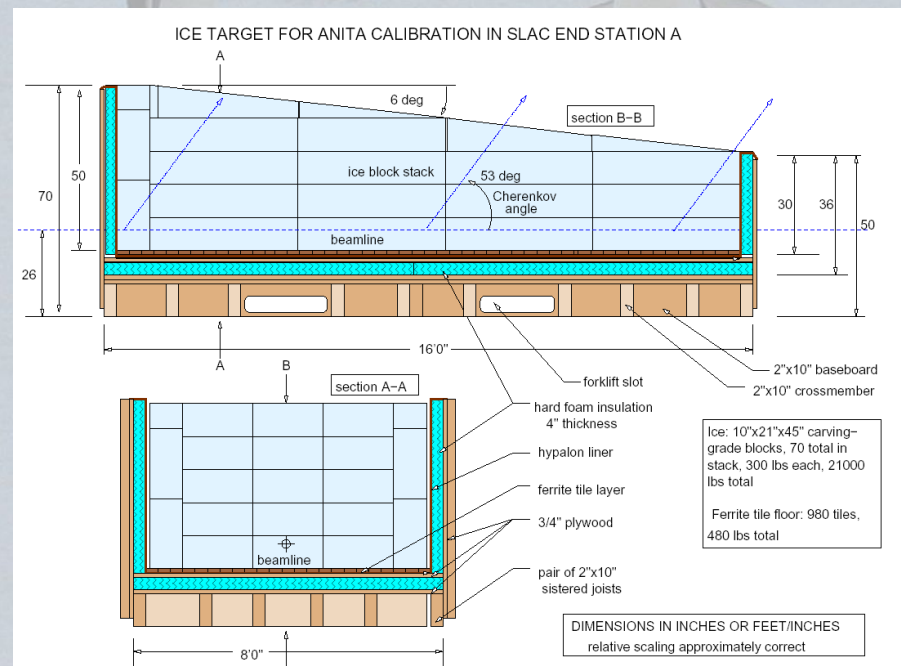 ICE TARGET FOR ANITA CALIBRATION IN SLAC END STATION A
A
6 deg
section B−B
50
70
ice block stack
53 deg
Cherenkov
angle
30
36
50
beamline
26
16'0"
A
B
section A−A
forklift slot
2"x10" baseboard
2"x10" crossmember
hard foam insulation
4" thickness
hypalon liner
ferrite tile layer
3/4" plywood
beamline
pair of 2"x10"
sistered joists
8'0"
Ice: 10"x21"x45" carving−
grade blocks, 70 total in
stack, 300 lbs each, 21000
lbs total
Ferrite tile floor: 980 tiles,
480 lbs total
DIMENSIONS IN INCHES OR FEET/INCHES
relative scaling approximately correct